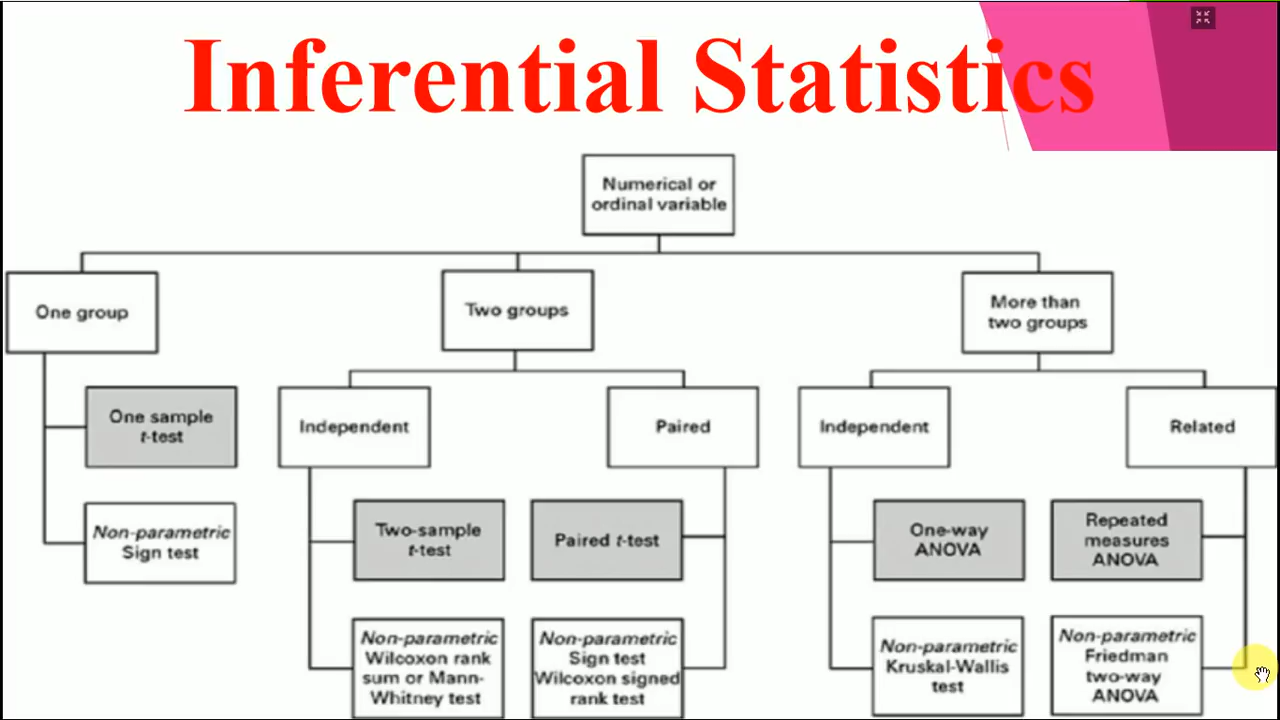 Inferential Statistics
Numerical or
ordinal variable
One group
Two groups
More than
two groups
One sample
t-test
Non-parametric
Sign test
Independent
Paired
Independent
Related
Two-sample
t-test
Paired t-test
One-way
ANOVA
Repeated
measures
ANOVA
Non-parametric
Wilcoxon rank
sum or Mann-
Whitney test
Non-parametric
Sign test
Wilcoxon signed
rank test
Non-parametric
Kruskal-Wallis
test
Non-parametric
Friedman
two-way
ANOVA